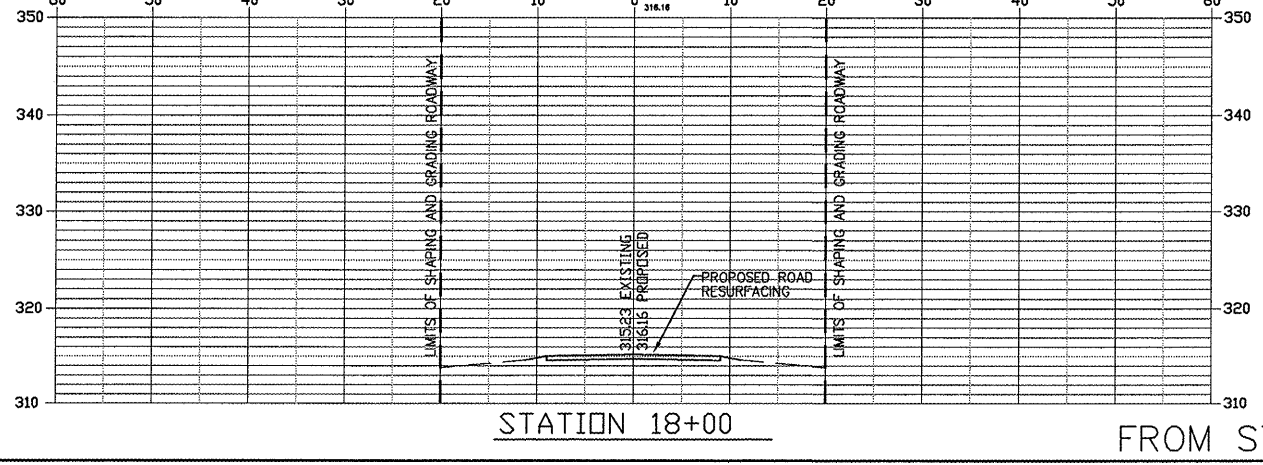 60 50 40 30 20 10 0 10 20 30 40 50 60
316.16
350 350
340 340
330 330
320 320
310 310
LIMITS OF SHAPING AND GRADING ROADWAY
315.23 EXISTING
316.16 PROPOSED
PROPOSED ROAD
RESURFACING
LIMITS OF SHAPING AND GRADING ROADWAY
STATION 18+00
FROM ST